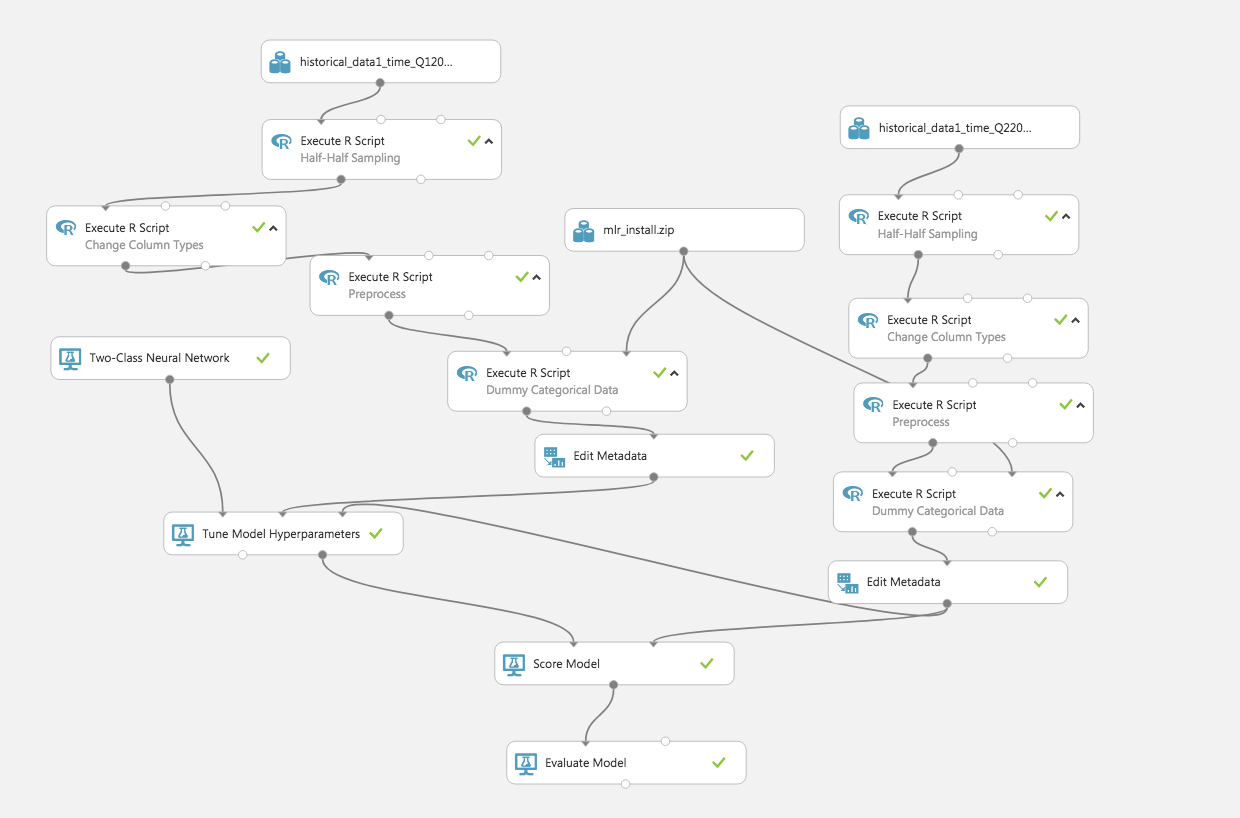 historical_data1_time_Q120...
Execute R Script
Half-Half Sampling
Execute R Script
Change Column Types
Execute R Script
Preprocess
mlr_install.zip
Two-Class Neural Network
Execute R Script
Dummy Categorical Data
Edit Metadata
Tune Model Hyperparameters
historical_data1_time_Q220...
Execute R Script
Half-Half Sampling
Execute R Script
Change Column Types
Execute R Script
Preprocess
Execute R Script
Dummy Categorical Data
Edit Metadata
Score Model
Evaluate Model